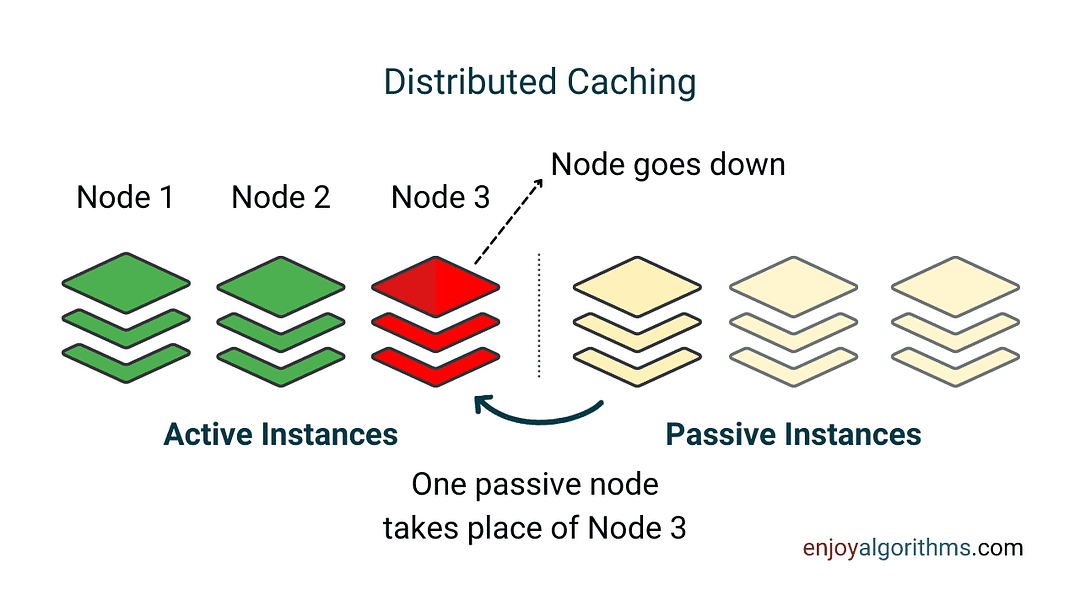 Distributed Caching
Node goes down
Node 1
Node 2
Node 3
Active Instances
Passive Instances
One passive node
takes place of Node 3
enjoyalgorithms.com